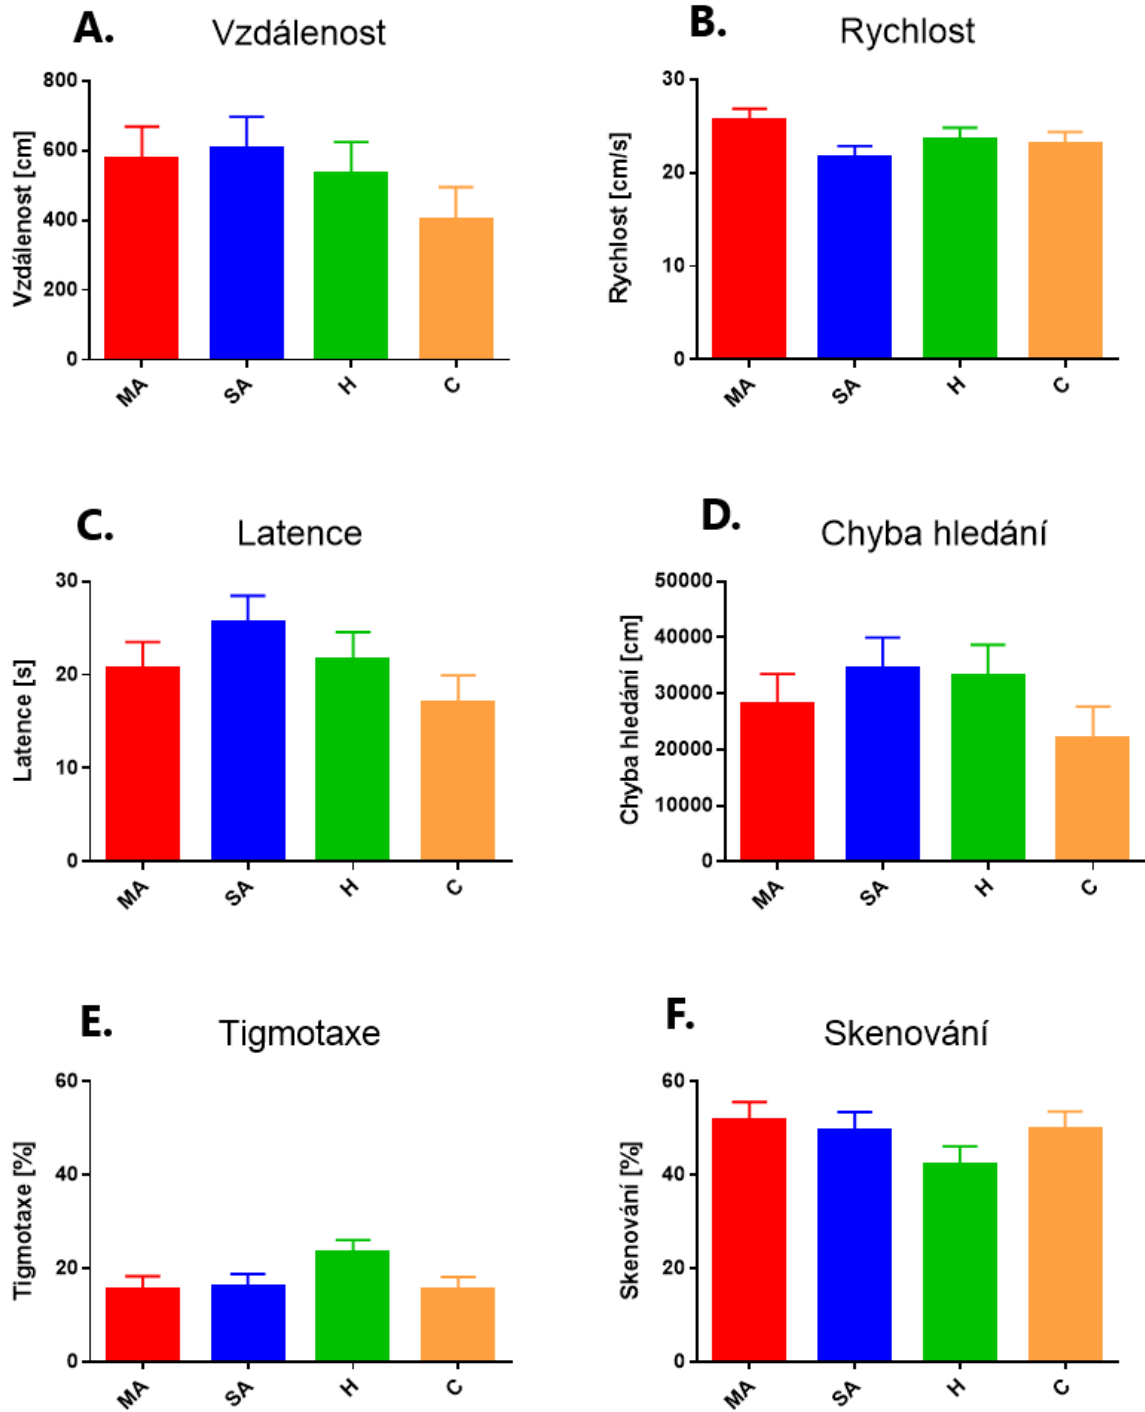 A. Vzdálenost
Vzdálenost [cm]
800
600
400
200
0
MA SA H C
B. Rychlost
Rychlost [cm/s]
30
20
10
0
MA SA H C
C. Latence
Latence [s]
30
20
10
0
MA SA H C
D. Chyba hledání
Chyba hledání [cm]
50000
40000
30000
20000
10000
0
MA SA H C
E. Tigmotaxe
Tigmotaxe [%]
60
40
20
0
MA SA H C
F. Skenování
Skenování [%]
60
40
20
0
MA SA H C